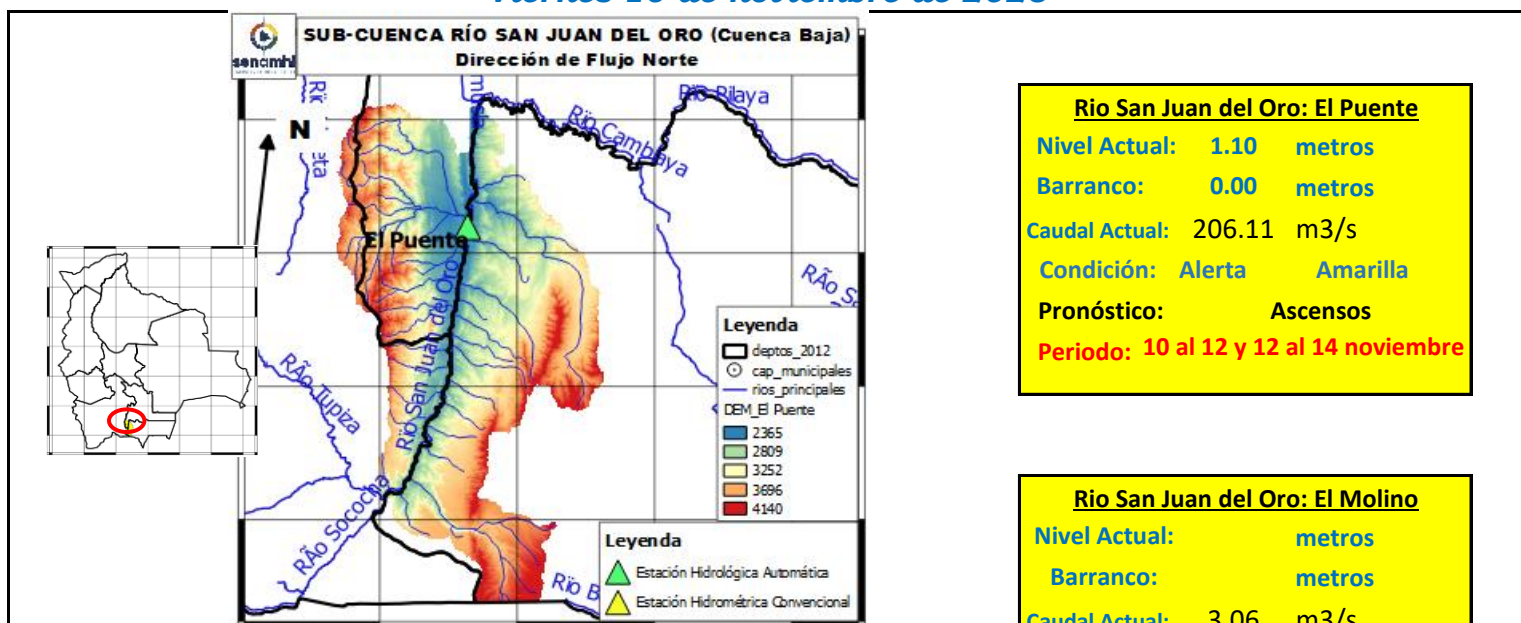 SUB-CUENCA RÍO SAN JUAN DEL ORO (Cuenca Baja)
Dirección de Flujo Norte
senamhi
N
Río Pilaya
Río Cambaya
El Puente
Río San Juan del Oro
RÃo Tupiza
RÃo Sococha
RÃo S
Río B
Leyenda
deptos_2012
cap_municipales
rios_principales
DEM_El Puente
2365
2809
3252
3696
4140
Leyenda
Estación Hidrológica Automática
Estación Hidrométrica Convencional
Rio San Juan del Oro: El Puente
Nivel Actual: 1.10 metros
Barranco: 0.00 metros
Caudal Actual: 206.11 m3/s
Condición: Alerta Amarilla
Pronóstico: Ascensos
Periodo: 10 al 12 y 12 al 14 noviembre
Rio San Juan del Oro: El Molino
Nivel Actual: metros
Barranco: metros
Caudal Actual: 3.06 m3/s